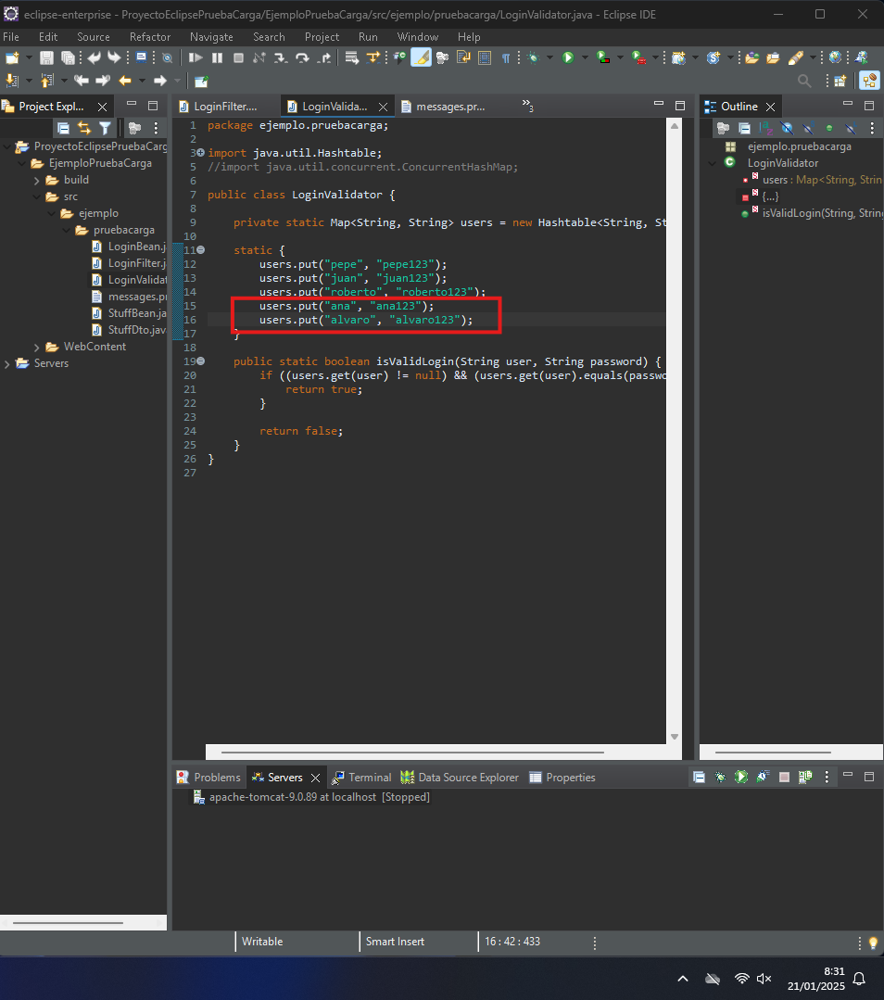 eclipse-enterprise - ProyectoEclipsePruebaCarga/EjemploPruebaCarga/src/ejemplo/pruebacarga/LoginValidator.java - Eclipse IDE
File Edit Source Refactor Navigate Search Project Run Window Help
Project Expl...
ProyectoEclipsePruebaCarg
EjemploPruebaCarga
build
src
ejemplo
pruebacarga
LoginBean.j
LoginFilter.j
LoginValidat
messages.pr
StuffBean.ja
StuffDto.jav
WebContent
Servers
LoginFilter.... LoginValida... messages.pr... »3
1 package ejemplo.pruebacarga;
2
3 import java.util.Hashtable;
5 //import java.util.concurrent.ConcurrentHashMap;
6
7 public class LoginValidator {
8
9 private static Map<String, String> users = new Hashtable<String, St
10
11 static {
12 users.put("pepe", "pepe123");
13 users.put("juan", "juan123");
14 users.put("roberto", "roberto123");
15 users.put("ana", "ana123");
16 users.put("alvaro", "alvaro123");
17 }
18
19 public static boolean isValidLogin(String user, String password) {
20 if ((users.get(user) != null) && (users.get(user).equals(passwo
21 return true;
22 }
23
24 return false;
25 }
26 }
27
Outline
ejemplo.pruebacarga
LoginValidator
users : Map<String, Strin
{...}
isValidLogin(String, String
Problems Servers Terminal Data Source Explorer Properties
apache-tomcat-9.0.89 at localhost [Stopped]
Writable Smart Insert 16 : 42 : 433
8:31
21/01/2025